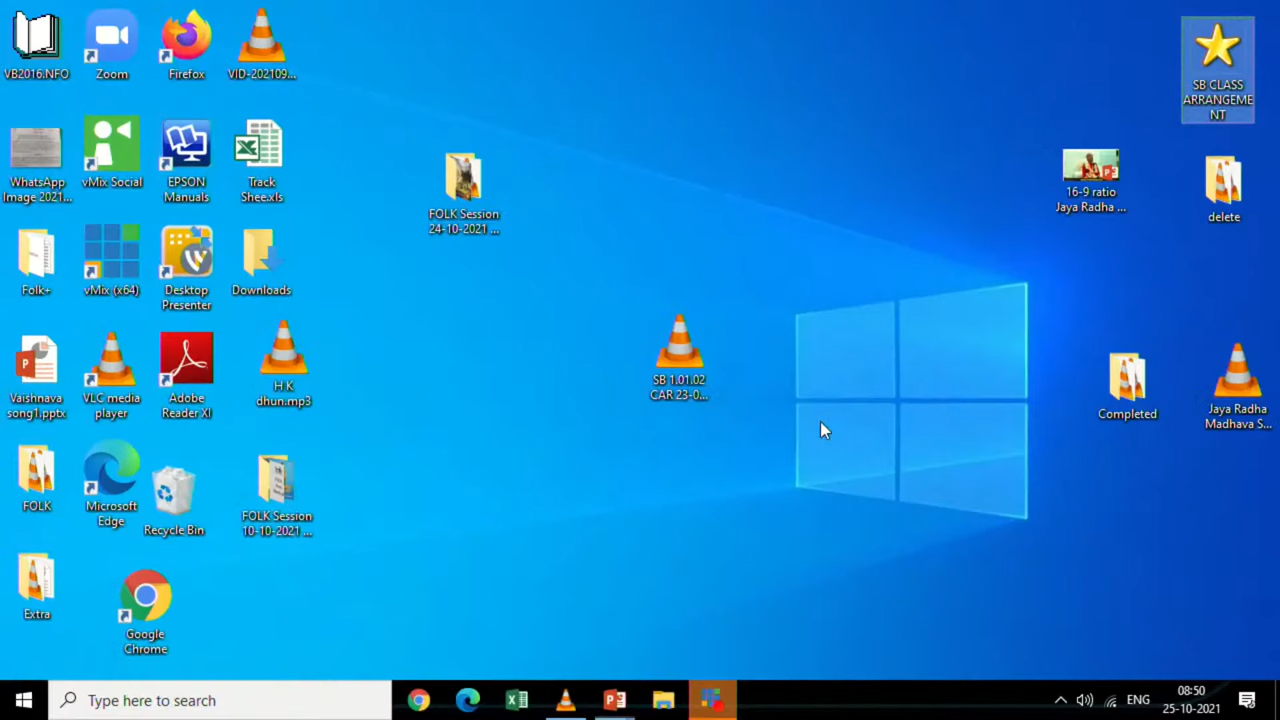 VB2016.NFO
Zoom
Firefox
VID-202109...
SB CLASS
ARRANGEME
NT
WhatsApp
Image 2021...
vMix Social
EPSON
Manuals
Track
Shee.xls
FOLK Session
24-10-2021 ...
16-9 ratio
Jaya Radha ...
delete
Folk+
vMix (x64)
Desktop
Presenter
Downloads
Vaishnava
song1.pptx
VLC media
player
Adobe
Reader XI
H.K
dhun.mp3
SB 1.01.02
CAR 23-0...
Completed
Jaya Radha
Madhava S...
FOLK
Microsoft
Edge
Recycle Bin
FOLK Session
10-10-2021 ...
Extra
Google
Chrome
Type here to search
ENG
08:50
25-10-2021